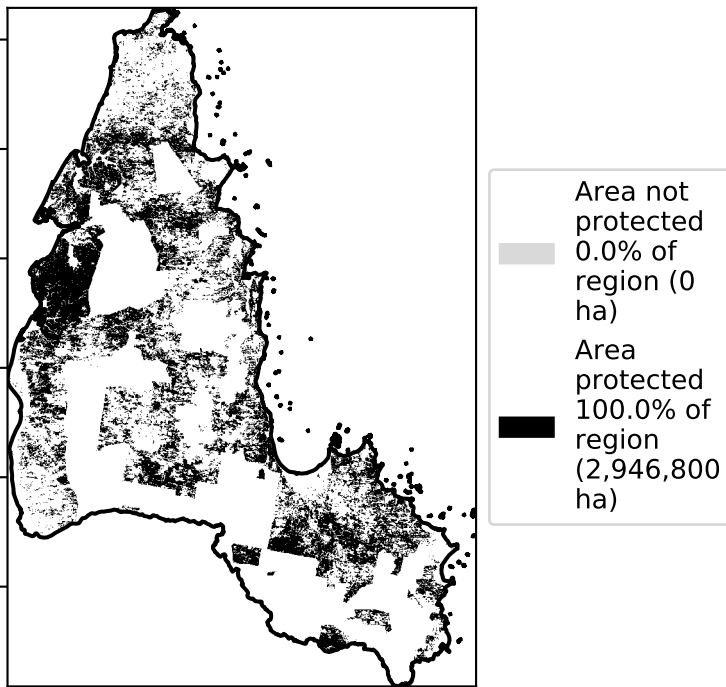 Area not
protected
0.0% of
region (0
ha)
Area
protected
100.0% of
region
(2,946,800
ha)